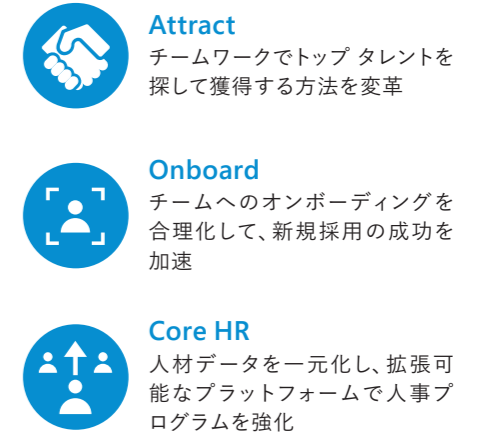 Attract
チームワークでトップ タレントを
探して獲得する方法を変革
Onboard
チームへのオンボーディングを
合理化して、新規採用の成功を
加速
Core HR
人材データを一元化し、拡張可
能なプラットフォームで人事プ
ログラムを強化